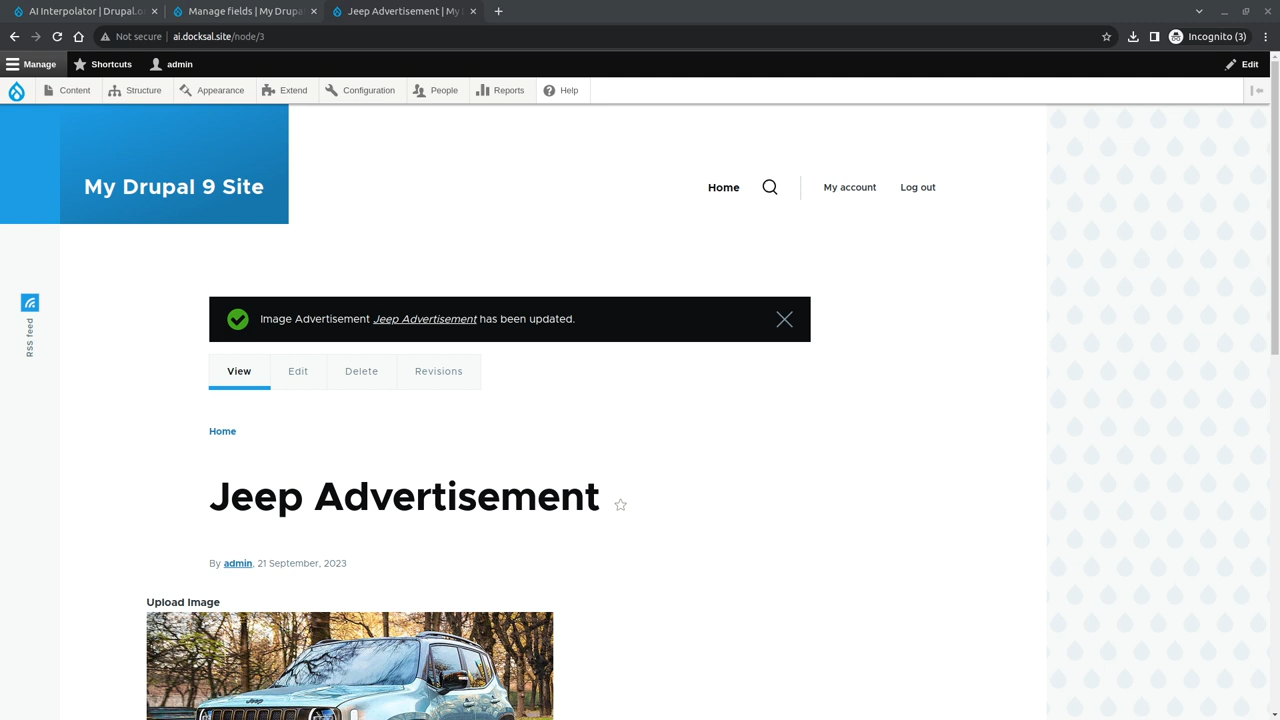 AI Interpolator | Drupal.o
Manage fields | My Drupa
Jeep Advertisement | My D
Not secure | ai.docksal.site/node/3
Incognito (3)
Manage
Shortcuts
admin
Edit
Content
Structure
Appearance
Extend
Configuration
People
Reports
Help
My Drupal 9 Site
Home
My account
Log out
RSS feed
Image Advertisement Jeep Advertisement has been updated.
View
Edit
Delete
Revisions
Home
Jeep Advertisement
By admin, 21 September, 2023
Upload Image
Jeep